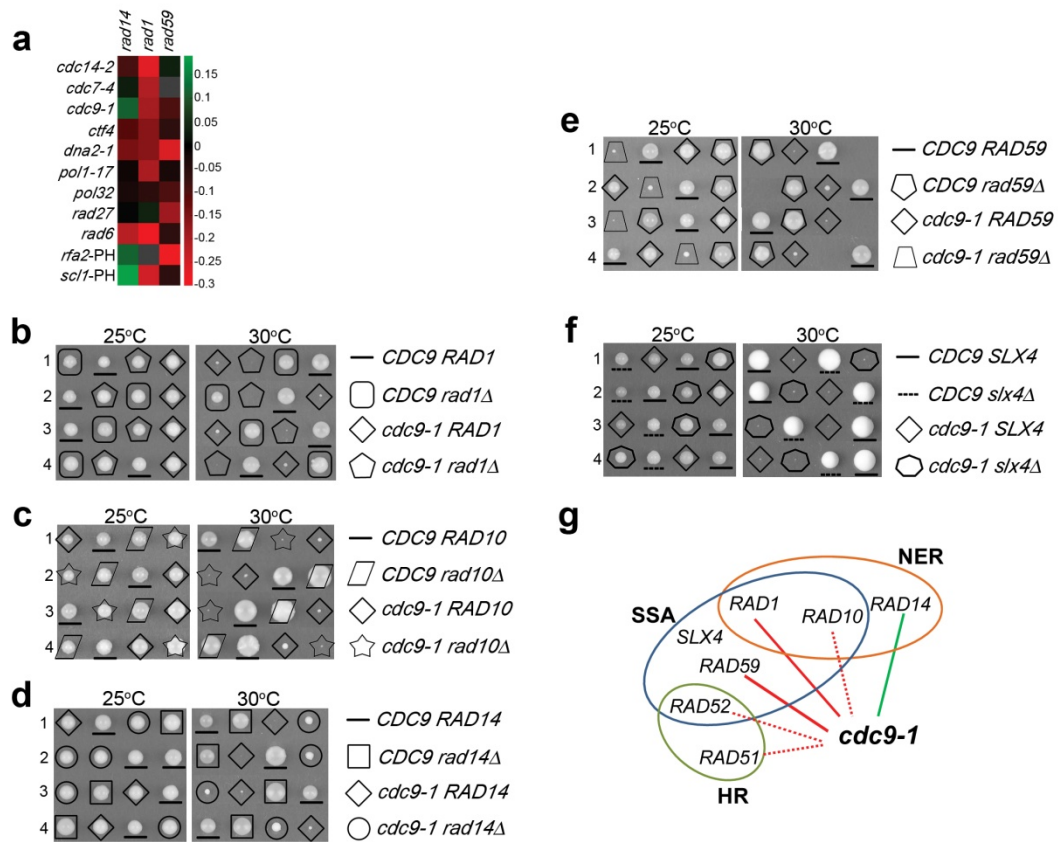 a
rad14
rad1
rad59
cdc14-2
cdc7-4
cdc9-1
ctf4
dna2-1
pol1-17
pol32
rad27
rad6
rfa2-PH
scl1-PH
0.15
0.1
0.05
0
-0.05
-0.1
-0.15
-0.2
-0.25
-0.3
b
25°C
30°C
1
2
3
4
CDC9 RAD1
CDC9 rad1Δ
cdc9-1 RAD1
cdc9-1 rad1Δ
c
25°C
30°C
1
2
3
4
CDC9 RAD10
CDC9 rad10Δ
cdc9-1 RAD10
cdc9-1 rad10Δ
d
25°C
30°C
1
2
3
4
CDC9 RAD14
CDC9 rad14Δ
cdc9-1 RAD14
cdc9-1 rad14Δ
e
25°C
30°C
1
2
3
4
CDC9 RAD59
CDC9 rad59Δ
cdc9-1 RAD59
cdc9-1 rad59Δ
f
25°C
30°C
1
2
3
4
CDC9 SLX4
CDC9 slx4Δ
cdc9-1 SLX4
cdc9-1 slx4Δ
g
NER
SSA
RAD1
RAD10
RAD14
SLX4
RAD59
RAD52
RAD51
cdc9-1
HR